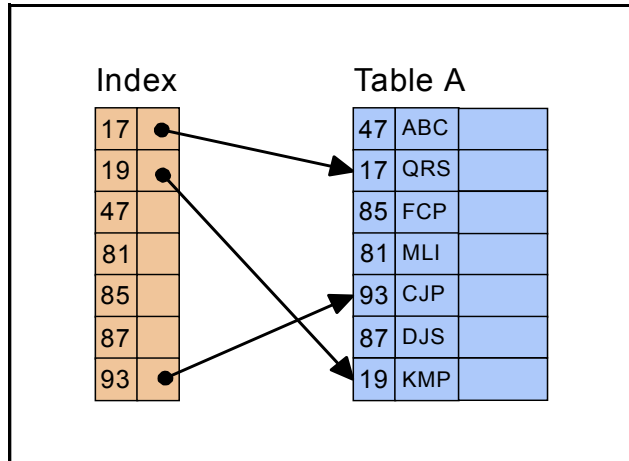 Index
Table A
17
47 ABC
19
17 QRS
47
85 FCP
81
81 MLI
85
93 CJP
87
87 DJS
93
19 KMP